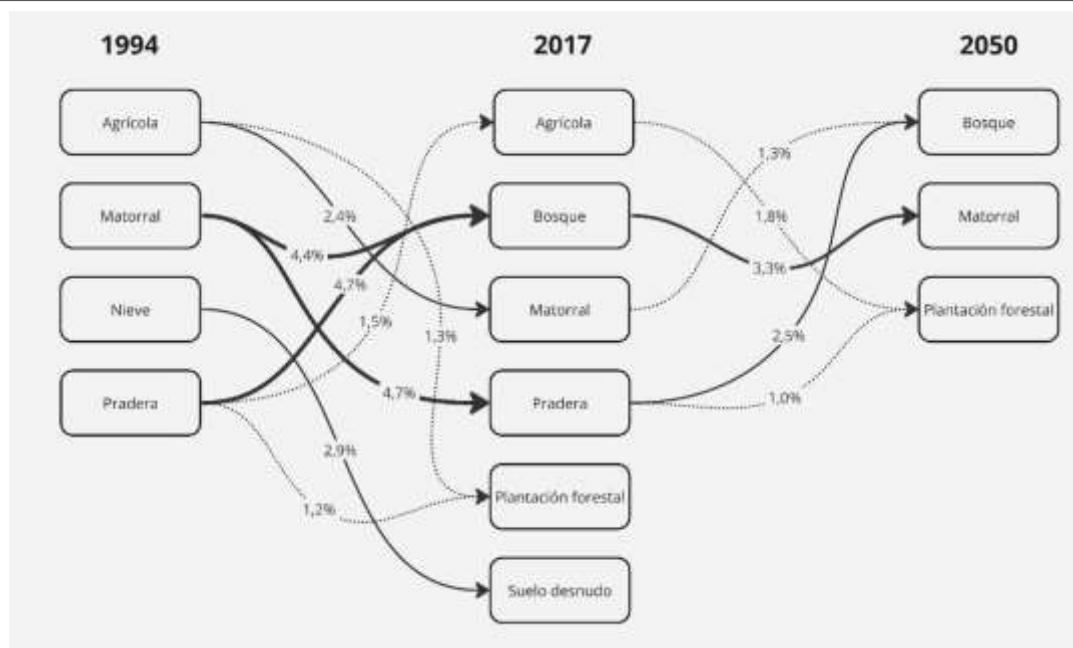 1994
2017
2050
Agrícola
Agrícola
Bosque
1,3%
Matorral
2,4%
Bosque
1,8%
Matorral
4,4%
3,3%
4,7%
Nieve
1,5%
1,3%
Matorral
2,5%
Plantación forestal
Pradera
4,7%
Pradera
1,0%
2,9%
1,2%
Plantación forestal
Suelo desnudo